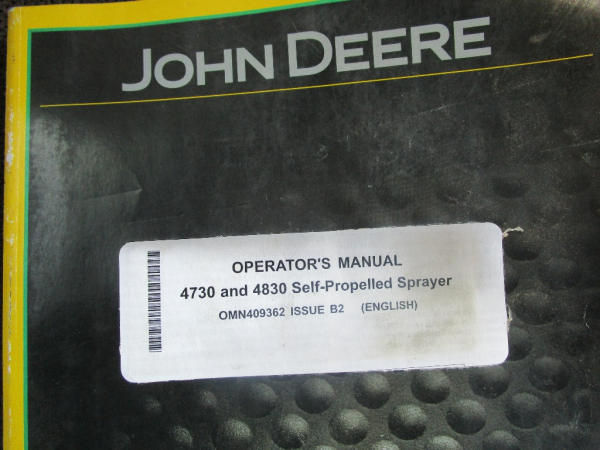 JOHN DEERE
OPERATOR'S MANUAL
4730 and 4830 Self-Propelled Sprayer
OMN409362 ISSUE B2 (ENGLISH)